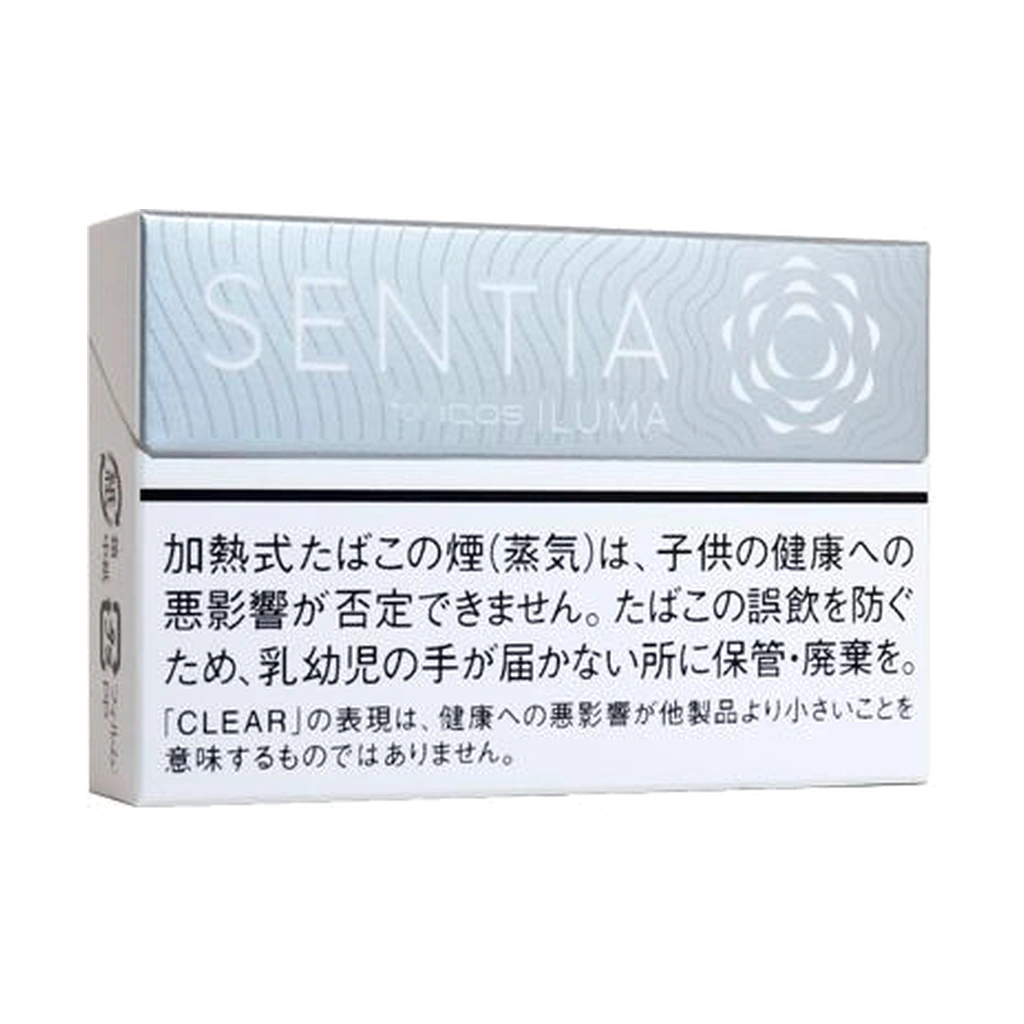 SENTIA
IQOS ILUMA
加熱式たばこの煙(蒸気)は、子供の健康への
悪影響が否定できません。たばこの誤飲を防ぐ
ため、乳幼児の手が届かない所に保管・廃棄を。
「CLEAR」の表現は、健康への悪影響が他製品より小さいことを
意味するものではありません。